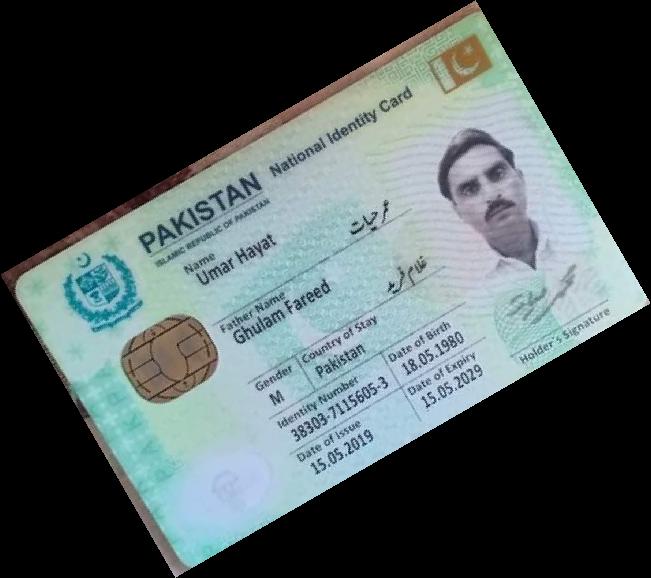 PAKISTAN National Identity Card
ISLAMIC REPUBLIC OF PAKISTAN
Name
Umar Hayat
عمر حیات
Father Name
Ghulam Fareed
غلام فرید
Gender Country of Stay
M Pakistan
Identity Number Date of Birth
38303-7115605-3 18.05.1980
Date of Issue Date of Expiry
15.05.2019 15.05.2029
Holder's Signature